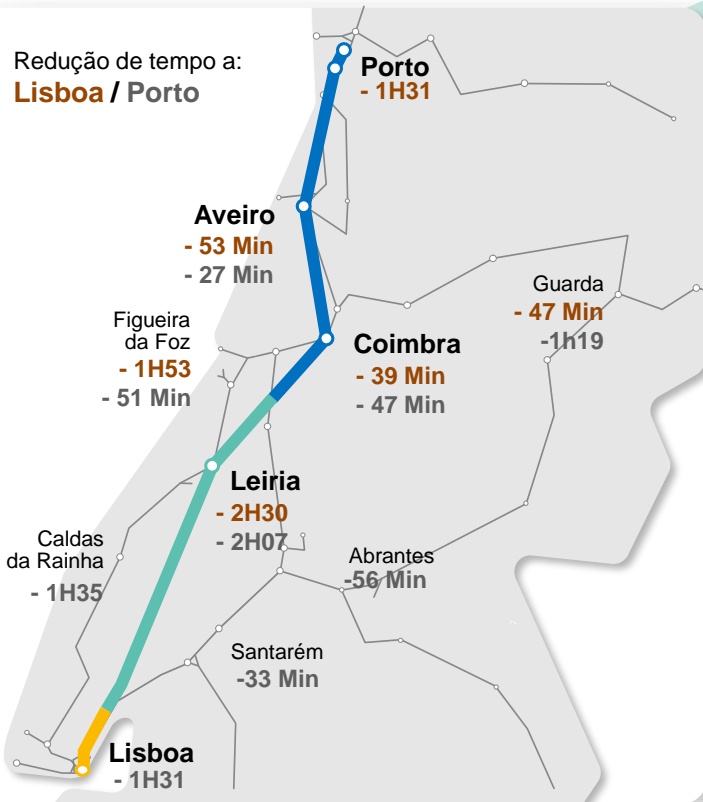 Redução de tempo a:
Lisboa / Porto
Porto
- 1H31
Aveiro
- 53 Min
- 27 Min
Guarda
- 47 Min
-1h19
Figueira
da Foz
- 1H53
- 51 Min
Coimbra
- 39 Min
- 47 Min
Leiria
- 2H30
- 2H07
Caldas
da Rainha
- 1H35
Abrantes
-56 Min
Santarém
-33 Min
Lisboa
- 1H31